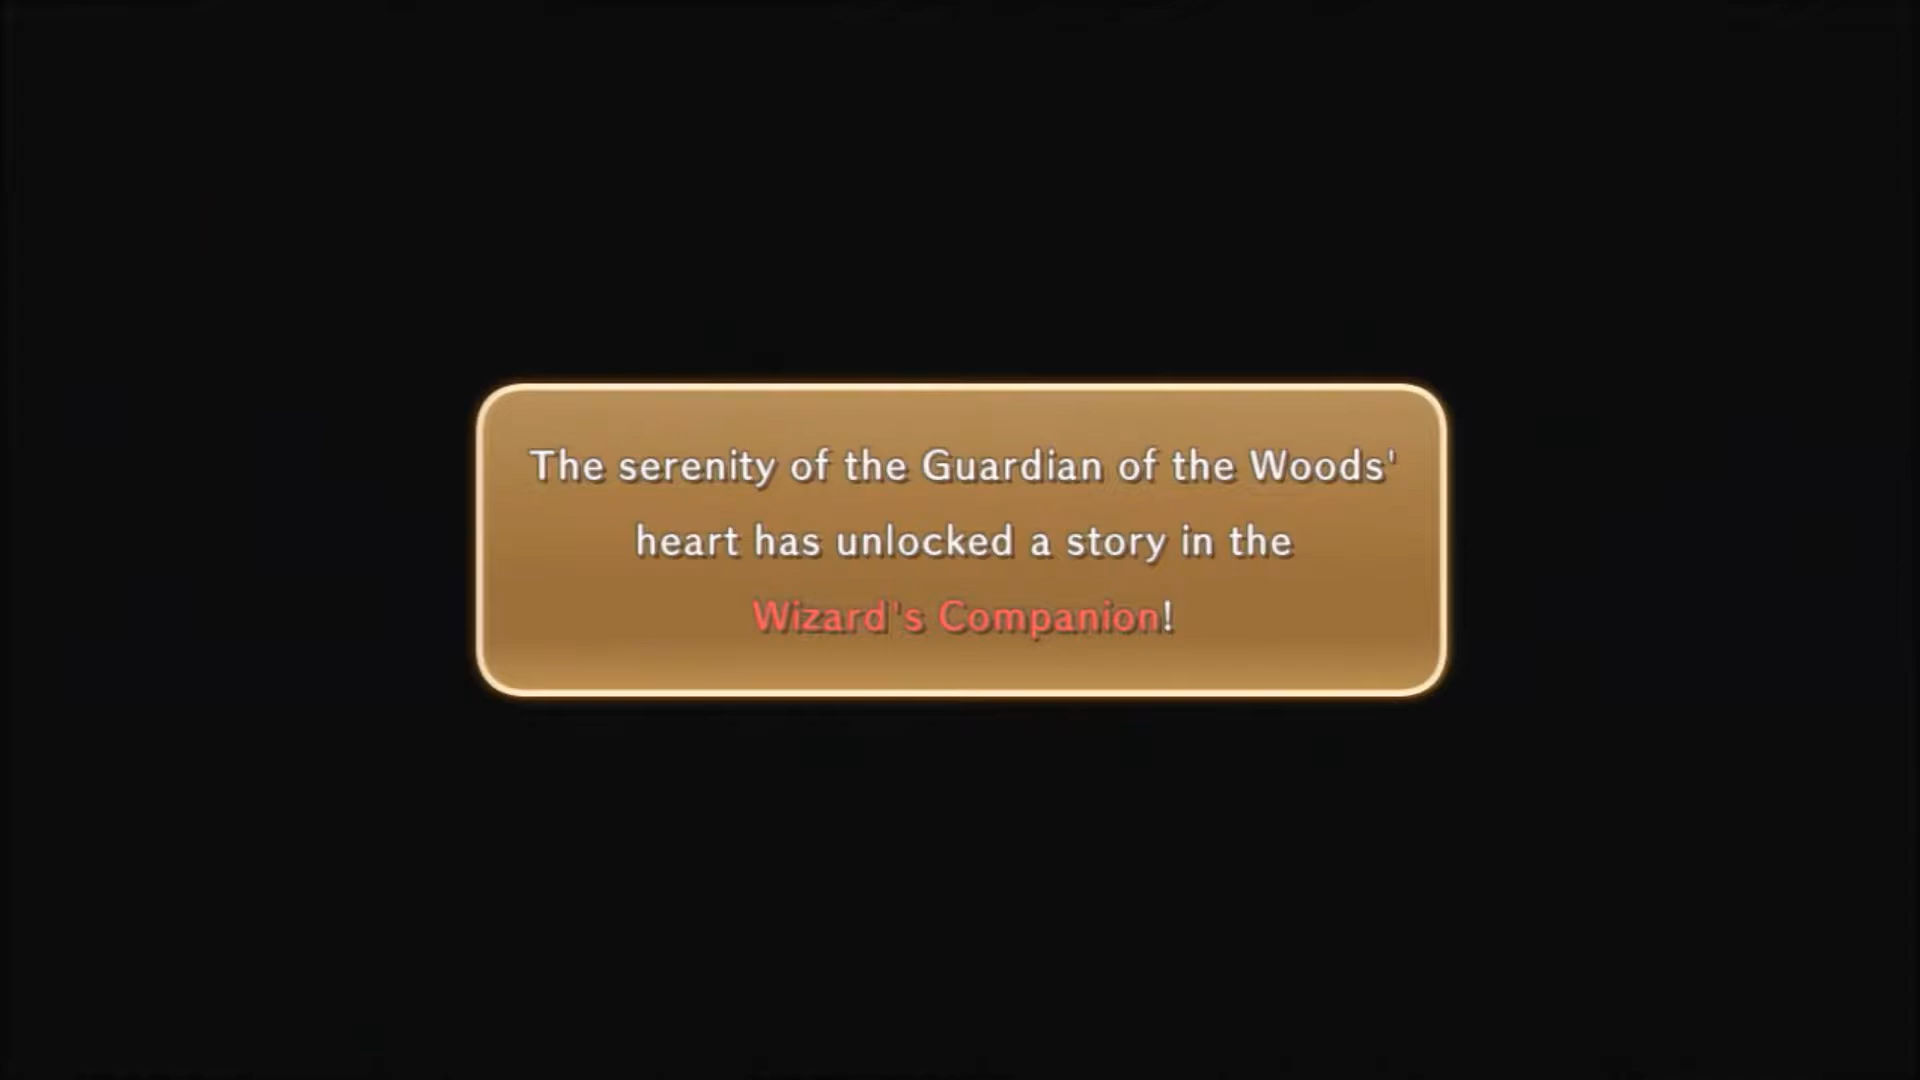 The serenity of the Guardian of the Woods'
heart has unlocked a story in the
Wizard's Companion!